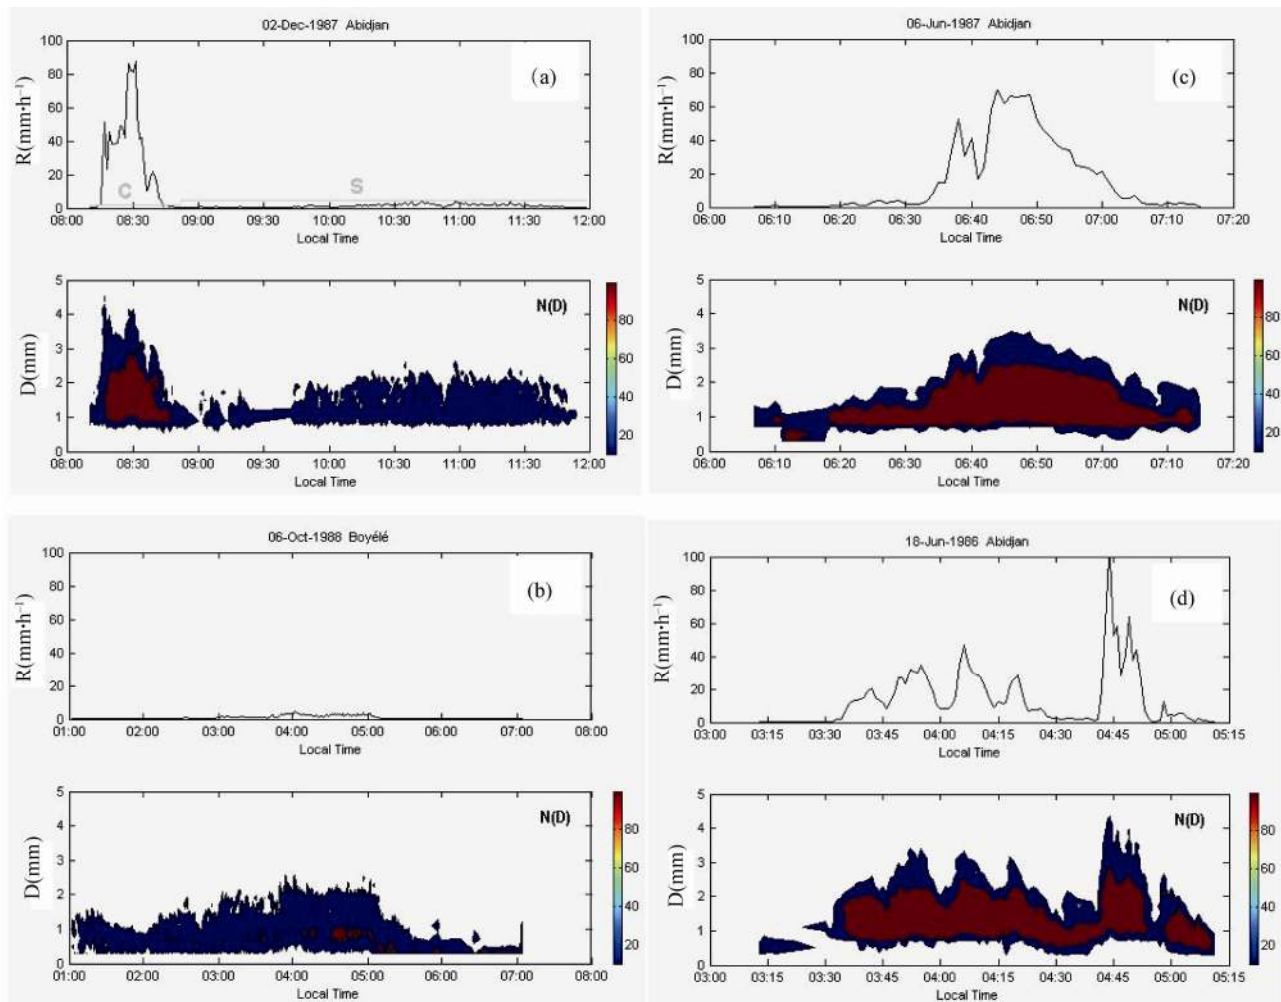 02-Dec-1987 Abidjan
(a)
R(mm·h⁻¹)
100
80
60
40
20
0
C
S
08:00 08:30 09:00 09:30 10:00 10:30 11:00 11:30 12:00
Local Time
N(D)
D(mm)
5
4
3
2
1
0
80
60
40
20
08:00 08:30 09:00 09:30 10:00 10:30 11:00 11:30 12:00
Local Time
06-Jun-1987 Abidjan
(c)
R(mm·h⁻¹)
100
80
60
40
20
0
06:00 06:10 06:20 06:30 06:40 06:50 07:00 07:10 07:20
Local Time
N(D)
D(mm)
5
4
3
2
1
0
80
60
40
20
06:00 06:10 06:20 06:30 06:40 06:50 07:00 07:10 07:20
Local Time
06-Oct-1988 Boyélé
(b)
R(mm·h⁻¹)
100
80
60
40
20
0
01:00 02:00 03:00 04:00 05:00 06:00 07:00 08:00
Local Time
N(D)
D(mm)
5
4
3
2
1
0
80
60
40
20
01:00 02:00 03:00 04:00 05:00 06:00 07:00 08:00
Local Time
18-Jun-1986 Abidjan
(d)
R(mm·h⁻¹)
100
80
60
40
20
0
03:00 03:15 03:30 03:45 04:00 04:15 04:30 04:45 05:00 05:15
Local Time
N(D)
D(mm)
5
4
3
2
1
0
80
60
40
20
03:00 03:15 03:30 03:45 04:00 04:15 04:30 04:45 05:00 05:15
Local Time